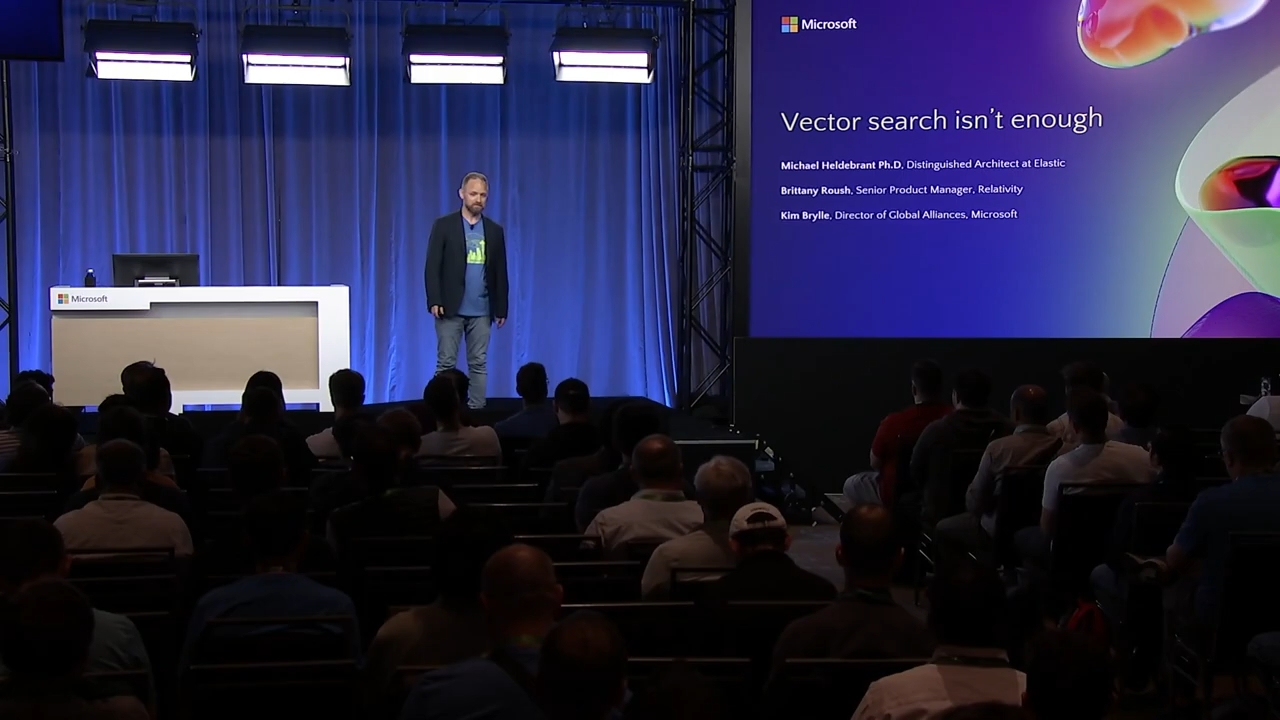 Microsoft
Vector search isn't enough
Michael Heldebrant Ph.D, Distinguished Architect at Elastic
Brittany Roush, Senior Product Manager, Relativity
Kim Brylle, Director of Global Alliances, Microsoft
Microsoft